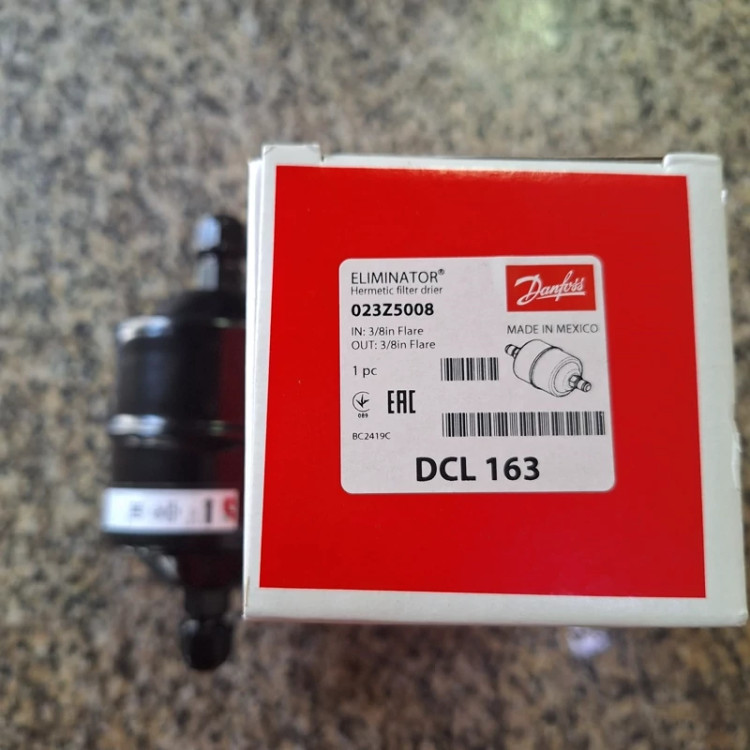 ELIMINATOR®
Hermetic filter drier
023Z5008
Danfoss
IN: 3/8in Flare
OUT: 3/8in Flare
MADE IN MEXICO
1 pc
089
EAC
BC2419C
DCL 163